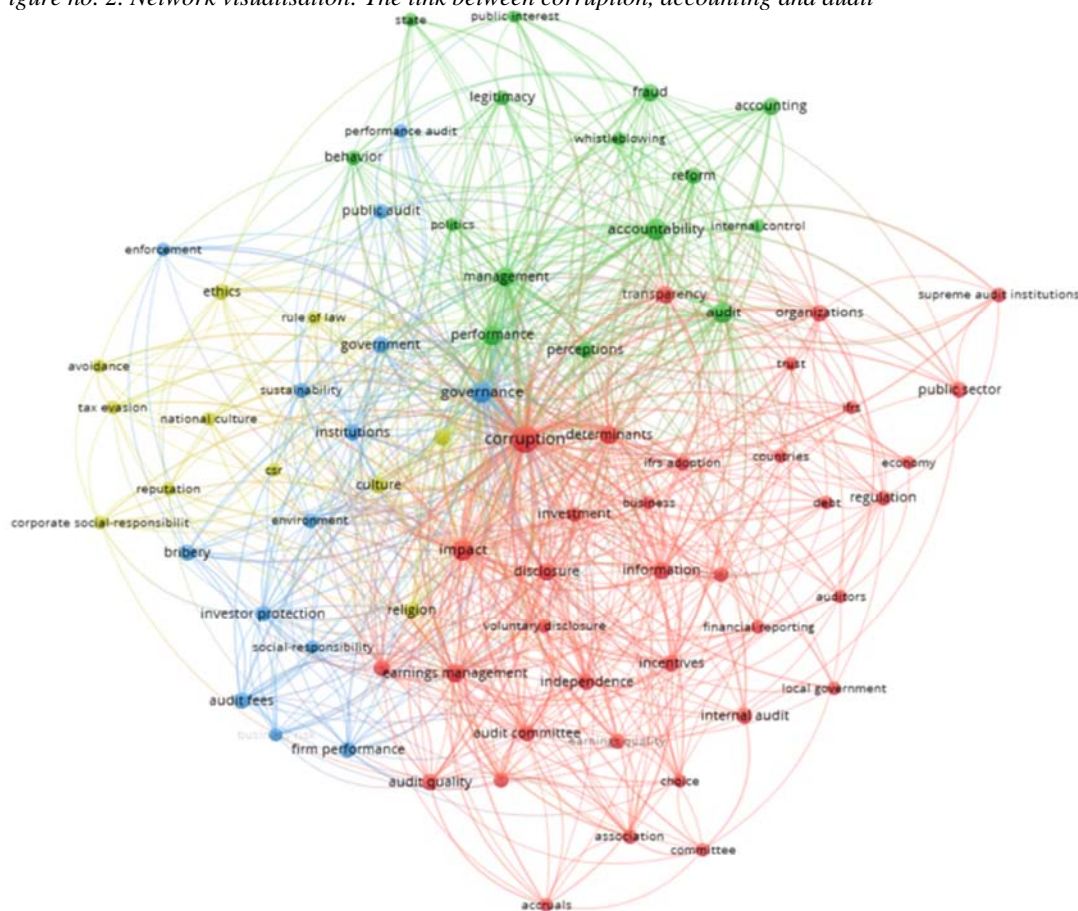 igure no. 2. Network visualisation: The link between corruption, accounting and audit
state
public interest
legitimacy
fraud
accounting
performance audit
whistleblowing
behavior
reform
public audit
politics
accountability
internal control
enforcement
management
ethics
transparency
supreme audit institutions
rule of law
audit
organizations
government
performance
perceptions
avoidance
trust
sustainability
governance
public sector
tax evasion
national culture
ifrs
institutions
corruption
determinants
csr
ifrs adoption
countries
economy
reputation
culture
business
debt
regulation
corporate social responsibilit
environment
investment
bribery
impact
disclosure
information
auditors
investor protection
religion
voluntary disclosure
financial reporting
social responsibility
earnings management
independence
incentives
local government
audit fees
internal audit
audit committee
earnings quality
firm performance
audit quality
choice
association
committee
accruals